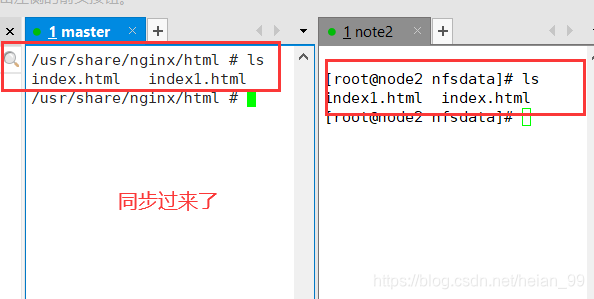 1 master
1 note2
/usr/share/nginx/html # ls
index.html index1.html
/usr/share/nginx/html #
[root@node2 nfsdata]# ls
index1.html index.html
[root@node2 nfsdata]#
同步过来了
https://blog.csdn.net/heian_99